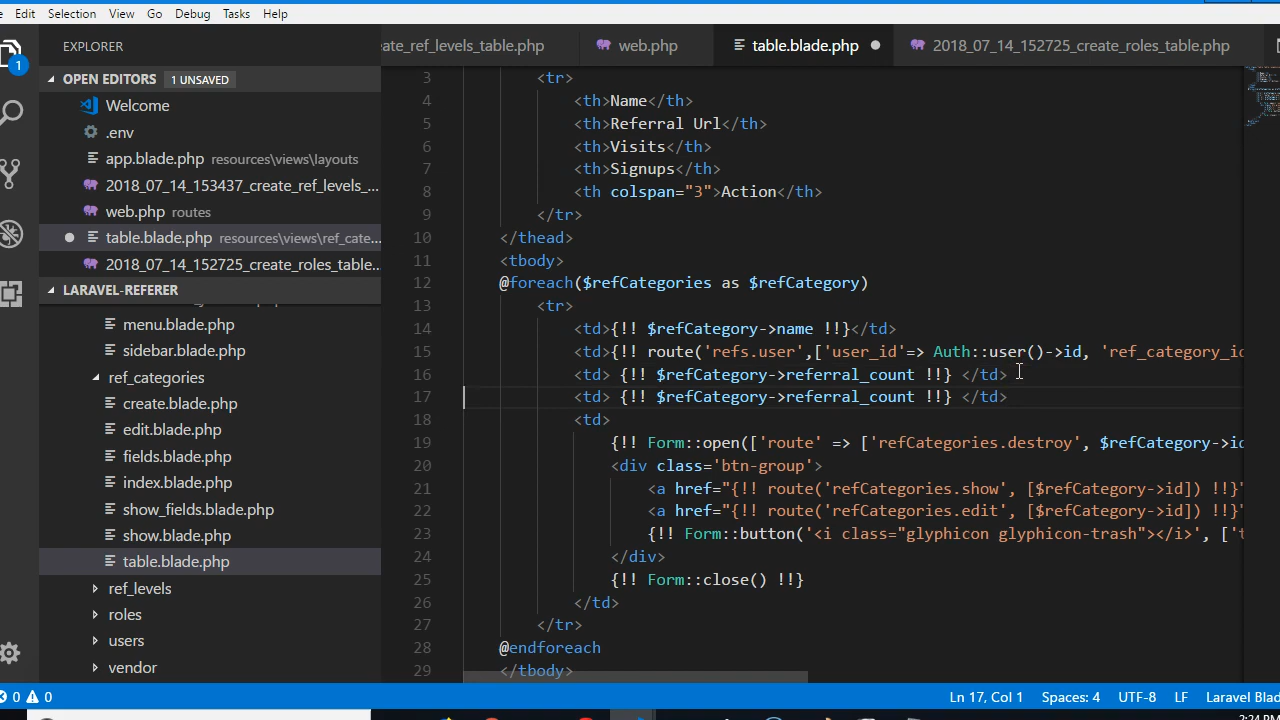 Edit Selection View Go Debug Tasks Help
EXPLORER
OPEN EDITORS 1 UNSAVED
Welcome
.env
app.blade.php resources\views\layouts
2018_07_14_153437_create_ref_levels_...
web.php routes
table.blade.php resources\views\ref_cate...
2018_07_14_152725_create_roles_table...
LARAVEL-REFERER
menu.blade.php
sidebar.blade.php
ref_categories
create.blade.php
edit.blade.php
fields.blade.php
index.blade.php
show_fields.blade.php
show.blade.php
table.blade.php
ref_levels
roles
users
vendor
1
ate_ref_levels_table.php web.php table.blade.php 2018_07_14_152725_create_roles_table.php
3 <tr>
4 <th>Name</th>
5 <th>Referral Url</th>
6 <th>Visits</th>
7 <th>Signups</th>
8 <th colspan="3">Action</th>
9 </tr>
10 </thead>
11 <tbody>
12 @foreach($refCategories as $refCategory)
13 <tr>
14 <td>{!! $refCategory->name !!}</td>
15 <td>{!! route('refs.user',['user_id'=> Auth::user()->id, 'ref_category_id
16 <td> {!! $refCategory->referral_count !!} </td>
17 <td> {!! $refCategory->referral_count !!} </td>
18 <td>
19 {!! Form::open(['route' => ['refCategories.destroy', $refCategory->id
20 <div class='btn-group'>
21 <a href="{!! route('refCategories.show', [$refCategory->id]) !!}"
22 <a href="{!! route('refCategories.edit', [$refCategory->id]) !!}"
23 {!! Form::button('<i class="glyphicon glyphicon-trash"></i>', ['t
24 </div>
25 {!! Form::close() !!}
26 </td>
27 </tr>
28 @endforeach
29 </tbody>
0 0 Ln 17, Col 1 Spaces: 4 UTF-8 LF Laravel Blad